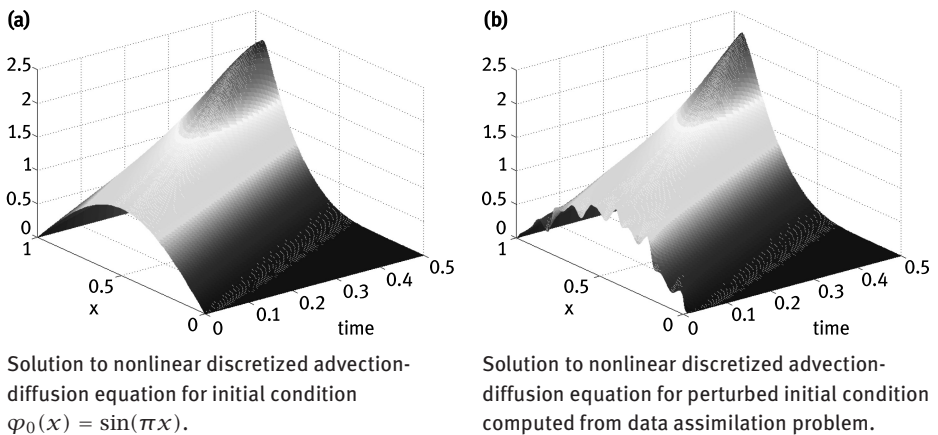 (a)
2.5
2
1.5
1
0.5
0
1
0.5
x
0
0
0.1
0.2
0.3
0.4
0.5
time
Solution to nonlinear discretized advection-
diffusion equation for initial condition
φ₀(x) = sin(πx).
(b)
2.5
2
1.5
1
0.5
0
1
0.5
x
0
0
0.1
0.2
0.3
0.4
0.5
time
Solution to nonlinear discretized advection-
diffusion equation for perturbed initial condition
computed from data assimilation problem.